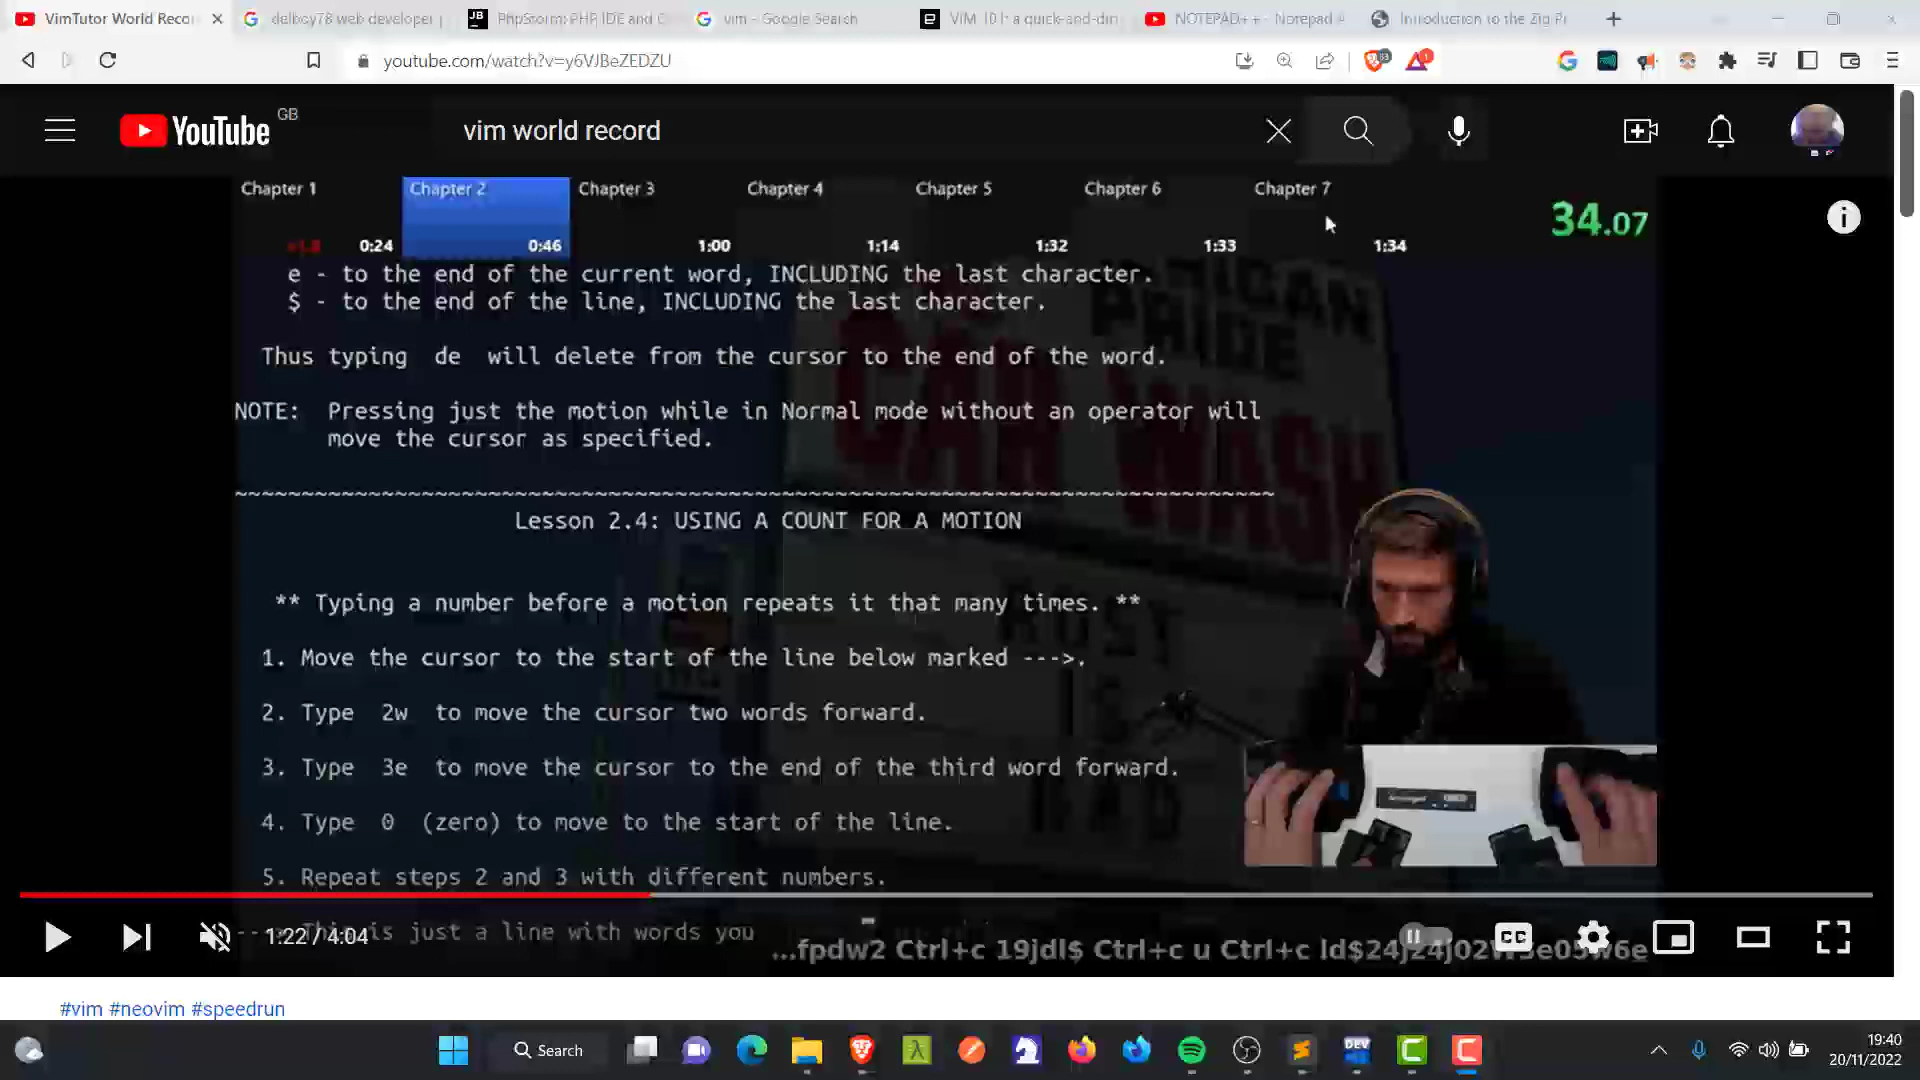 VimTutor World Reco
delboy78 web developer
PhpStorm: PHP IDE and C
vim - Google Search
VIM 101: a quick-and-dirt
NOTEPAD++ - Notepad
Introduction to the Zig Pr
youtube.com/watch?v=y6VJBeZEDZU
YouTube GB
vim world record
Chapter 1 Chapter 2 Chapter 3 Chapter 4 Chapter 5 Chapter 6 Chapter 7
34.07
0:24 0:46 1:00 1:14 1:32 1:33 1:34
e - to the end of the current word, INCLUDING the last character.
$ - to the end of the line, INCLUDING the last character.
Thus typing de will delete from the cursor to the end of the word.
NOTE: Pressing just the motion while in Normal mode without an operator will
move the cursor as specified.
~~~~~~~~~~~~~~~~~~~~~~~~~~~~~~~~~~~~~~~~~~~~~~~~~~~~~~~~~~~~~~~~~~~~~~~~~~~~~~
Lesson 2.4: USING A COUNT FOR A MOTION
** Typing a number before a motion repeats it that many times. **
1. Move the cursor to the start of the line below marked --->.
2. Type 2w to move the cursor two words forward.
3. Type 3e to move the cursor to the end of the third word forward.
4. Type 0 (zero) to move to the start of the line.
5. Repeat steps 2 and 3 with different numbers.
This is just a line with words you
1:22 / 4:04
CC
...fpdw2 Ctrl+c 19jdl$ Ctrl+c u Ctrl+c ld$24j24j02w3e05w6e
CAR WASH
PRIDE
#vim #neovim #speedrun
Search
DEV
19:40
20/11/2022